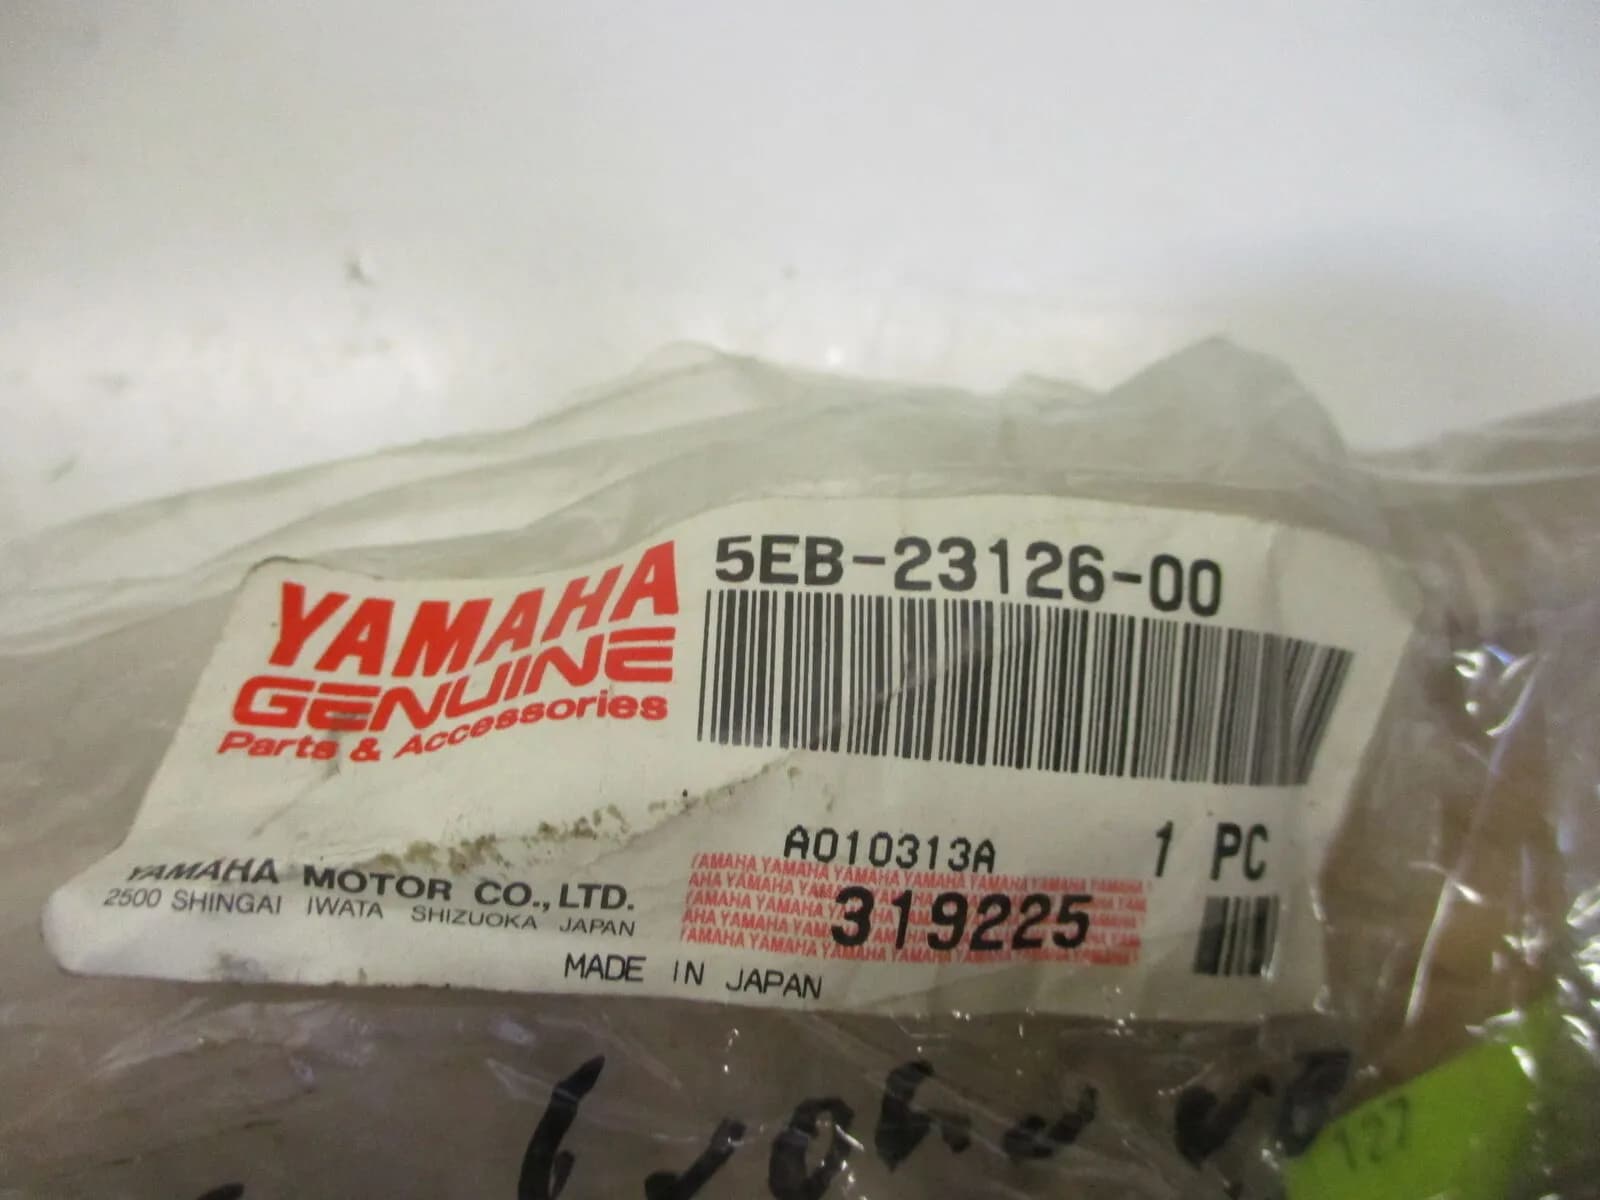 5EB-23126-00
YAMAHA
GENUINE
Parts & Accessories
A010313A
1 PC
YAMAHA MOTOR CO.,LTD.
2500 SHINGAI IWATA SHIZUOKA JAPAN
319225
MADE IN JAPAN
127